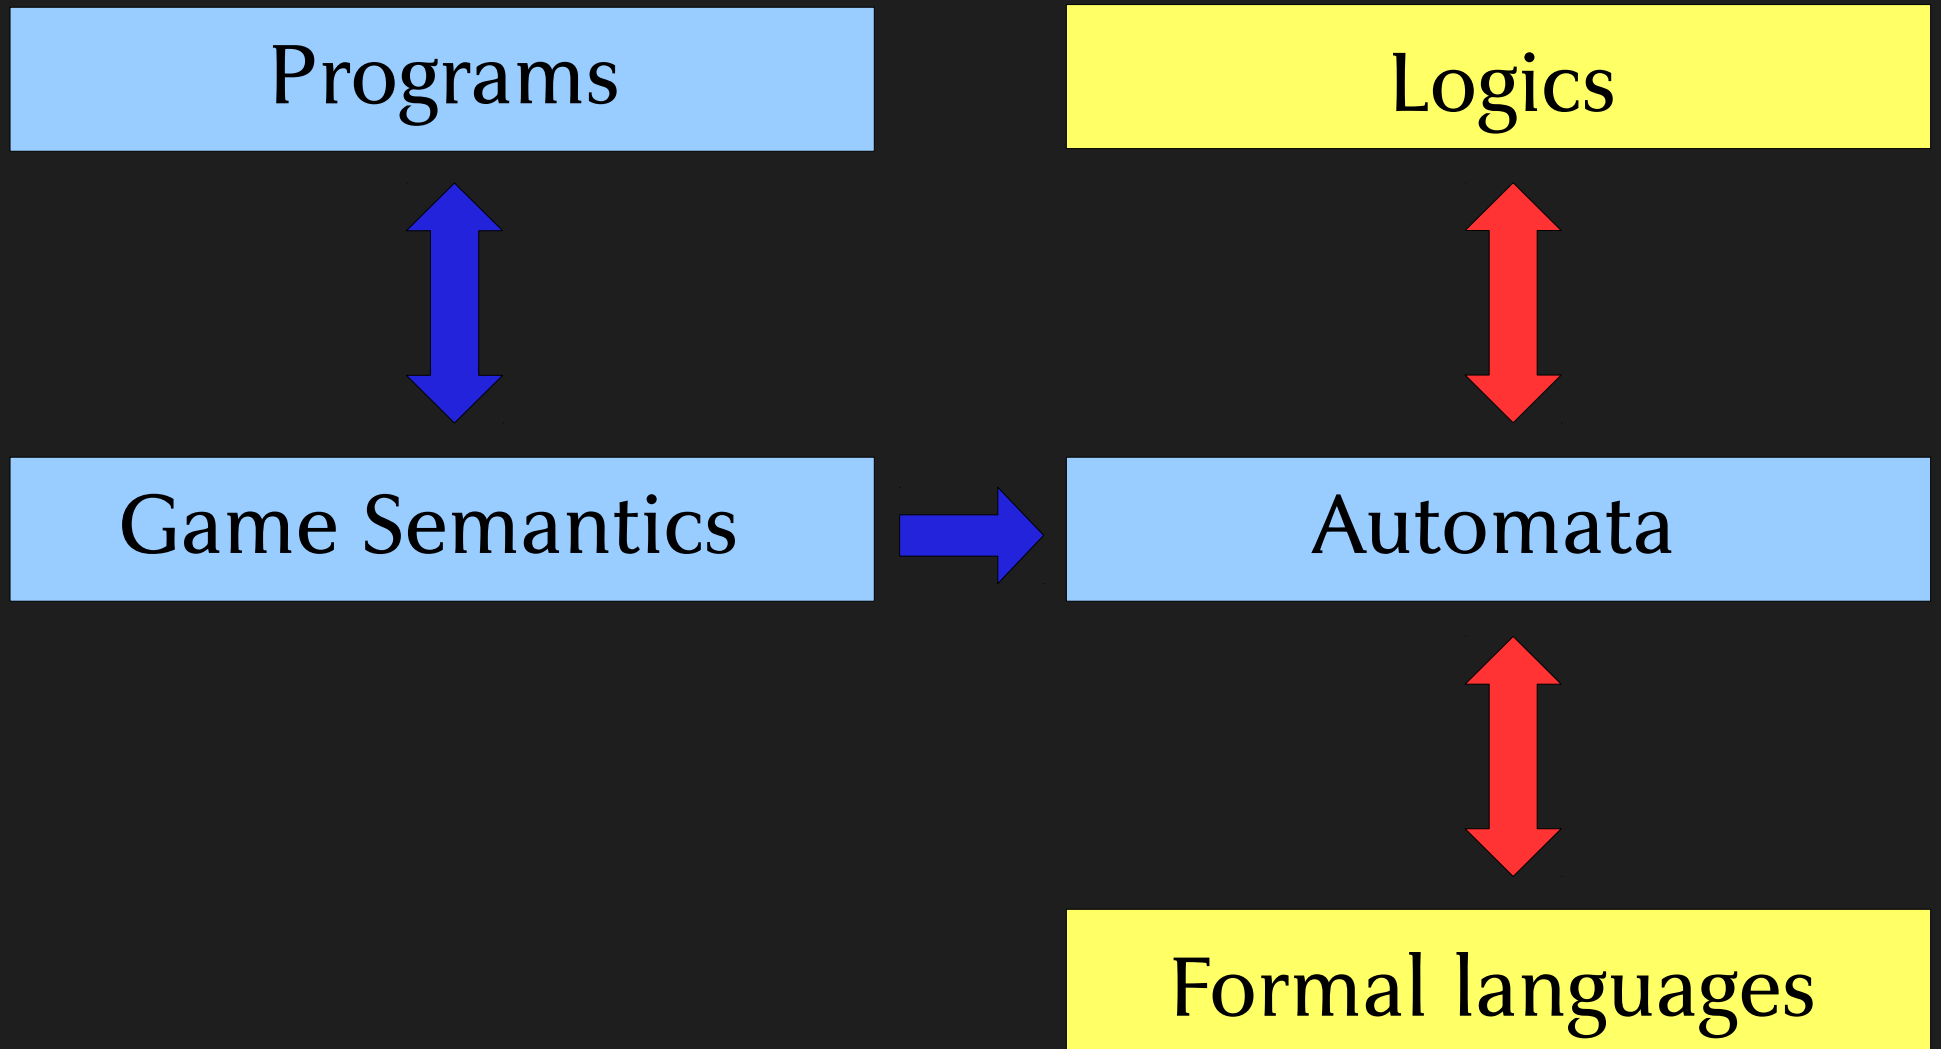 Programs
Logics
Game Semantics
Automata
Formal languages